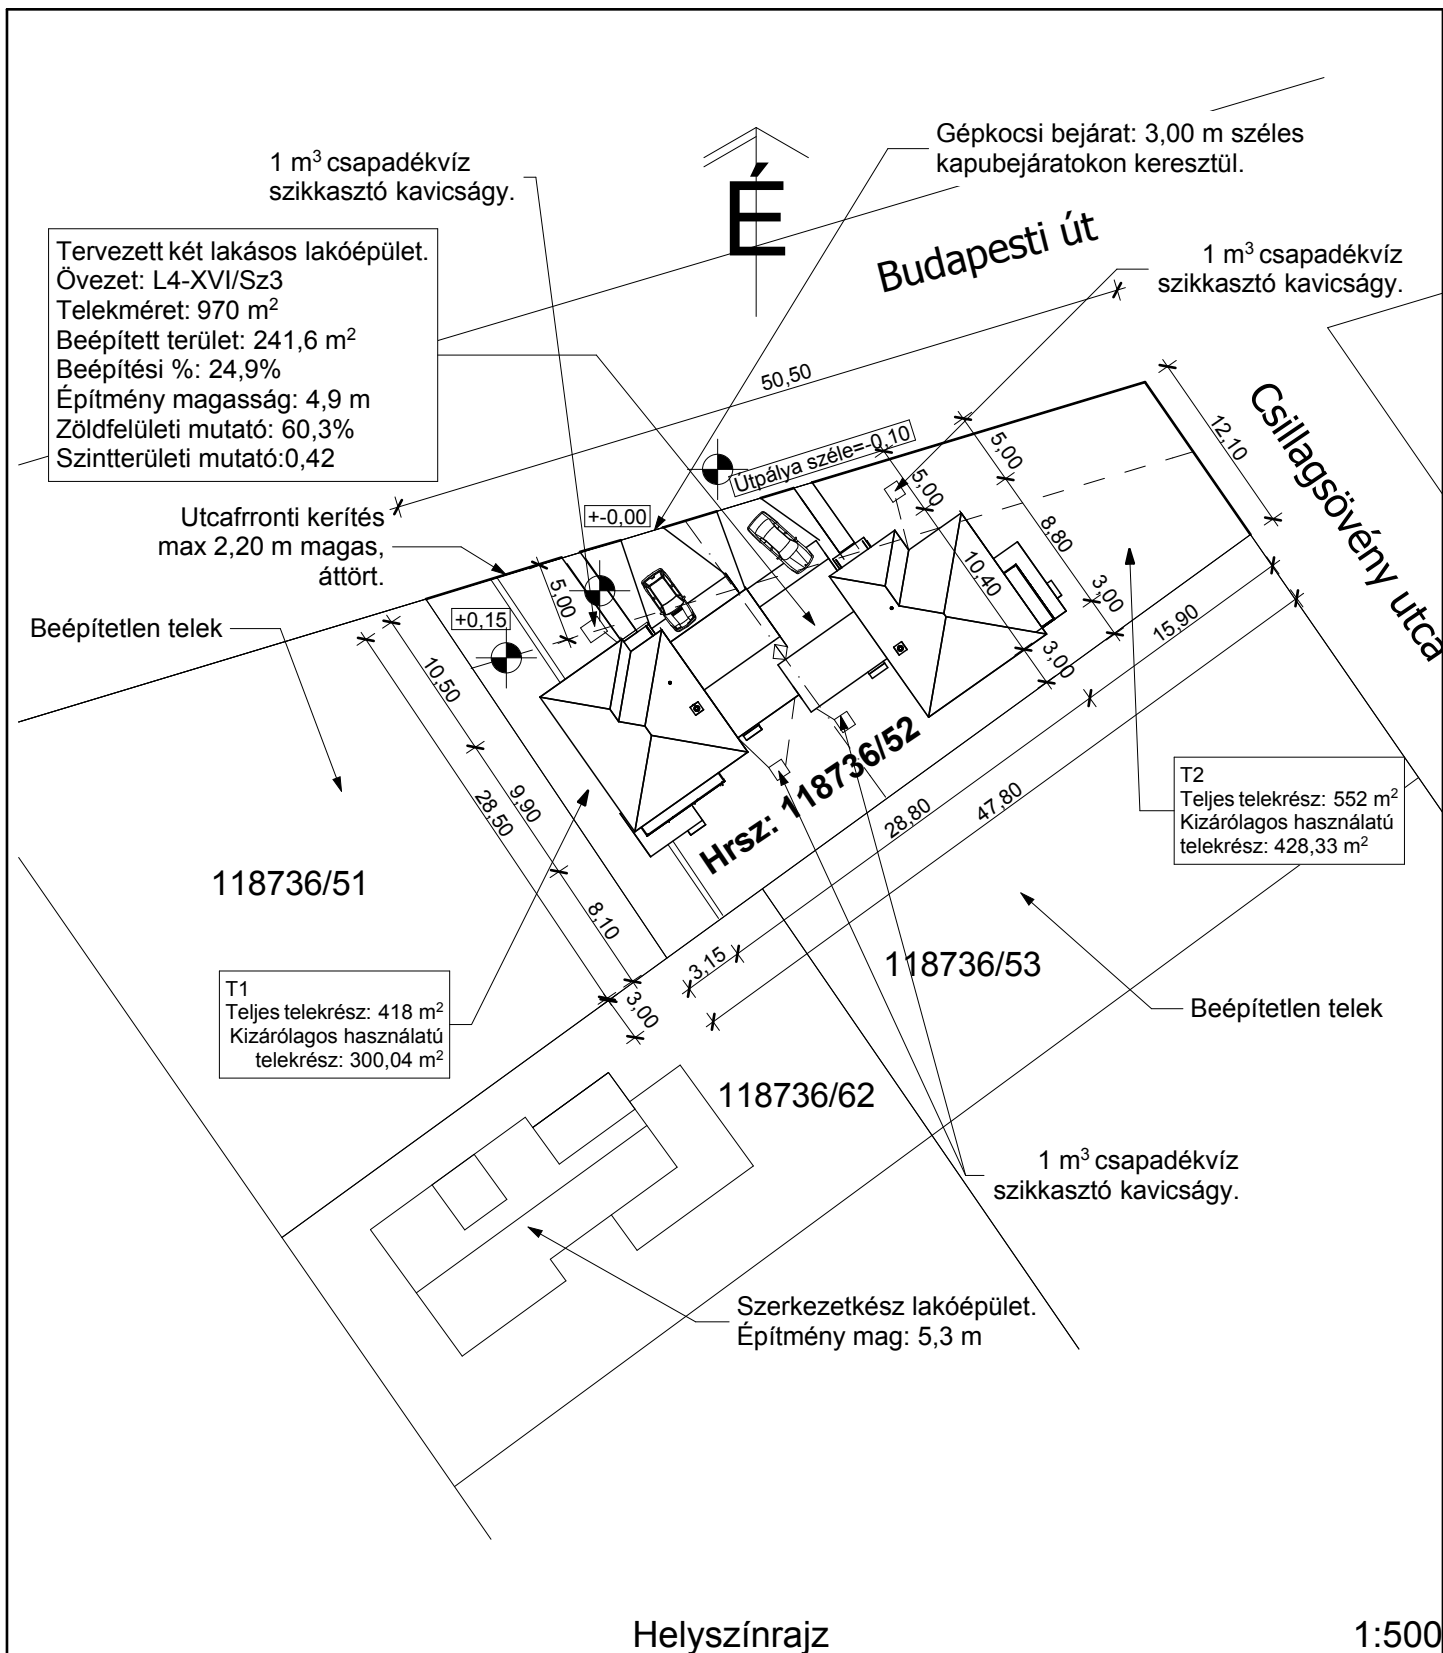 Gépkocsi bejárat: 3,00 m széles
kapubejáratokon keresztül.
1 m³ csapadékvíz
szikkasztó kavicságy.
É
Budapesti út
1 m³ csapadékvíz
szikkasztó kavicságy.
Tervezett két lakásos lakóépület.
Övezet: L4-XVI/Sz3
Telekméret: 970 m²
Beépített terület: 241,6 m²
Beépítési %: 24,9%
Építmény magasság: 4,9 m
Zöldfelületi mutató: 60,3%
Szintterületi mutató:0,42
50,50
Csillagsövény utca
12,10
Útpálya széle=-0,10
5,00
5,00
Utcafrronti kerítés
max 2,20 m magas,
áttört.
+-0,00
8,80
10,40
5,00
3,00
+0,15
Beépítetlen telek
15,90
3,00
10,50
Hrsz: 118736/52
T2
Teljes telekrész: 552 m²
Kizárólagos használatú
telekrész: 428,33 m²
9,90
28,50
28,80
47,80
118736/51
8,10
118736/53
3,15
T1
Teljes telekrész: 418 m²
Kizárólagos használatú
telekrész: 300,04 m²
3,00
Beépítetlen telek
118736/62
1 m³ csapadékvíz
szikkasztó kavicságy.
Szerkezetkész lakóépület.
Építmény mag: 5,3 m
Helyszínrajz
1:500